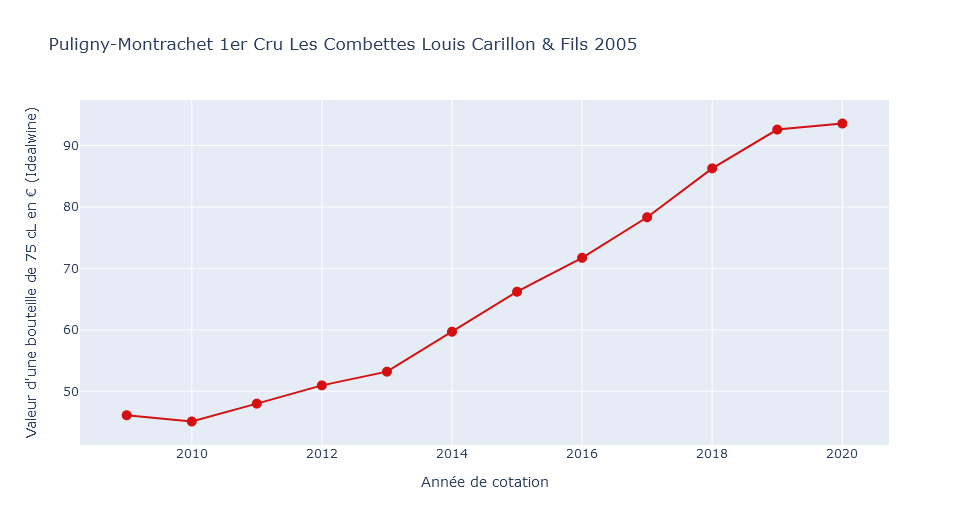 Puligny-Montrachet 1er Cru Les Combettes Louis Carillon & Fils 2005
Valeur d'une bouteille de 75 cL en € (Idealwine)
90
80
70
60
50
2010 2012 2014 2016 2018 2020
Année de cotation